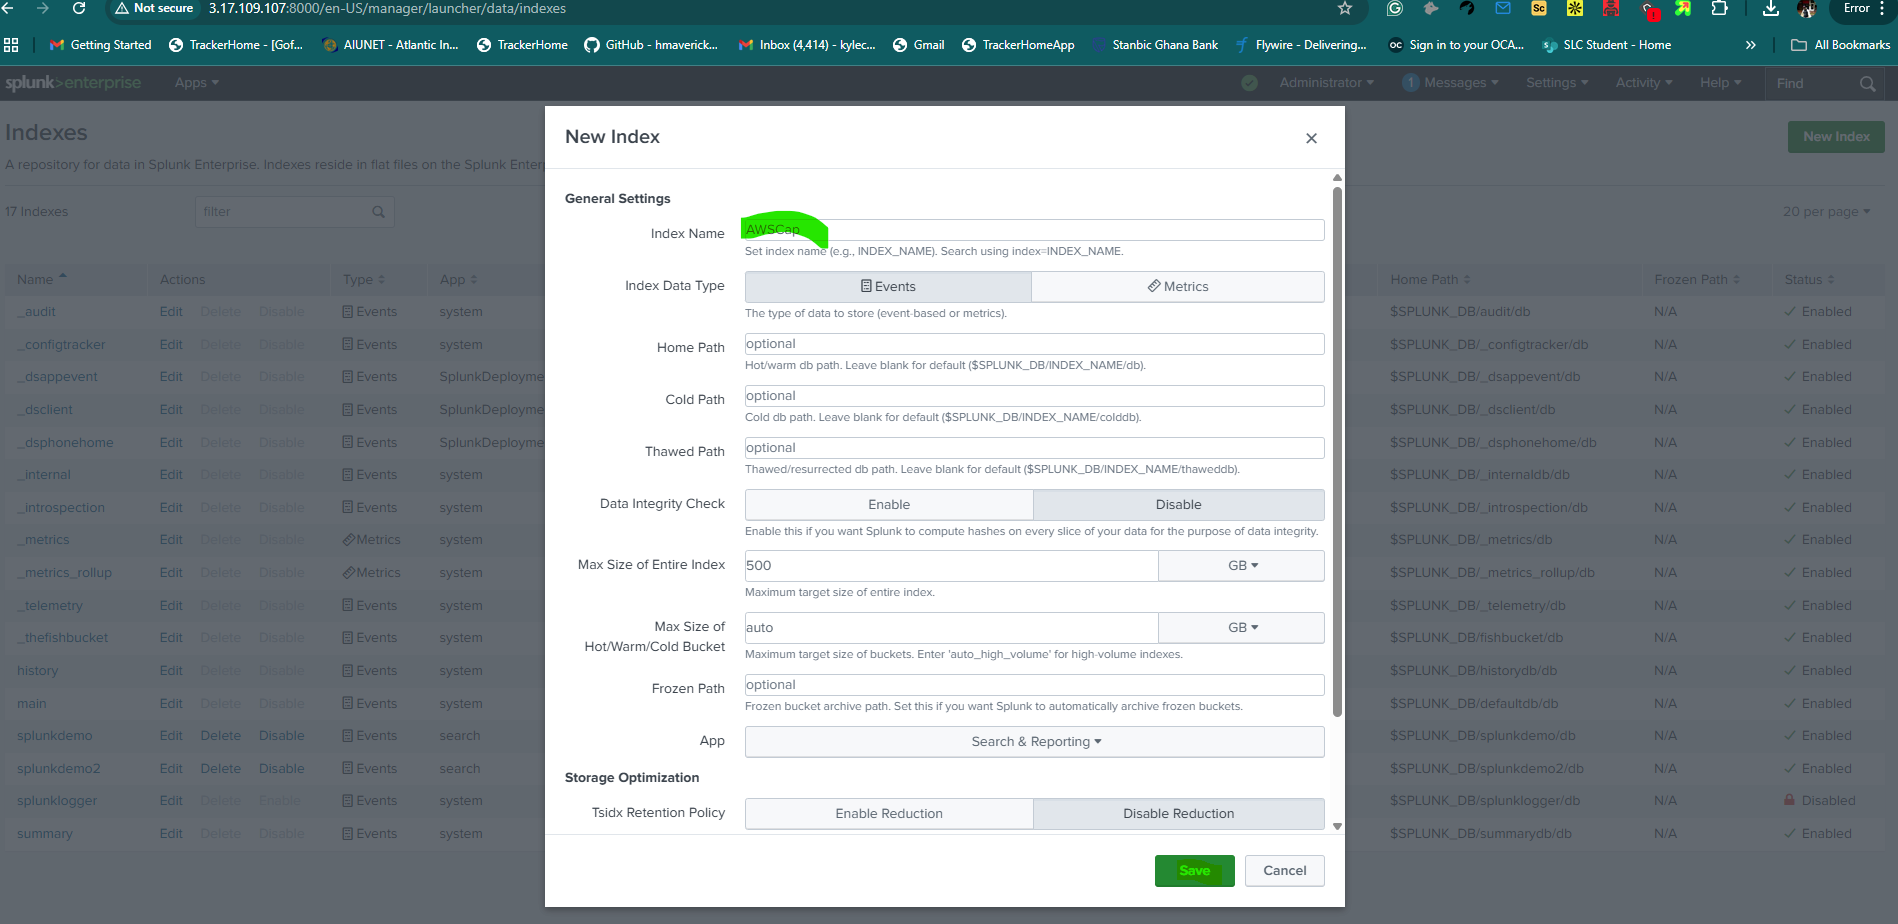 Not secure 3.17.109.107:8000/en-US/manager/launcher/data/indexes Sc Error
Getting Started TrackerHome - [Gof... AIUNET - Atlantic In... TrackerHome GitHub - hmaverick... Inbox (4,414) - kylec... Gmail TrackerHomeApp Stanbic Ghana Bank Flywire - Delivering... OC Sign in to your OCA... SLC Student - Home » All Bookmarks
splunk>enterprise Apps Administrator 1 Messages Settings Activity Help Find
Indexes
New Index
A repository for data in Splunk Enterprise. Indexes reside in flat files on the Splunk Enterp
17 Indexes filter 20 per page
Name Actions Type App Home Path Frozen Path Status
_audit Edit Delete Disable Events system $SPLUNK_DB/audit/db N/A Enabled
_configtracker Edit Delete Disable Events system $SPLUNK_DB/_configtracker/db N/A Enabled
_dsappevent Edit Delete Disable Events SplunkDeployme $SPLUNK_DB/_dsappevent/db N/A Enabled
_dsclient Edit Delete Disable Events SplunkDeployme $SPLUNK_DB/_dsclient/db N/A Enabled
_dsphonehome Edit Delete Disable Events SplunkDeployme $SPLUNK_DB/_dsphonehome/db N/A Enabled
_internal Edit Delete Disable Events system $SPLUNK_DB/_internaldb/db N/A Enabled
_introspection Edit Delete Disable Events system $SPLUNK_DB/_introspection/db N/A Enabled
_metrics Edit Delete Disable Metrics system $SPLUNK_DB/_metrics/db N/A Enabled
_metrics_rollup Edit Delete Disable Metrics system $SPLUNK_DB/_metrics_rollup/db N/A Enabled
_telemetry Edit Delete Disable Events system $SPLUNK_DB/_telemetry/db N/A Enabled
_thefishbucket Edit Delete Disable Events system $SPLUNK_DB/fishbucket/db N/A Enabled
history Edit Delete Disable Events system $SPLUNK_DB/historydb/db N/A Enabled
main Edit Delete Disable Events system $SPLUNK_DB/defaultdb/db N/A Enabled
splunkdemo Edit Delete Disable Events search $SPLUNK_DB/splunkdemo/db N/A Enabled
splunkdemo2 Edit Delete Disable Events search $SPLUNK_DB/splunkdemo2/db N/A Enabled
splunklogger Edit Delete Enable Events system $SPLUNK_DB/splunklogger/db N/A Disabled
summary Edit Delete Disable Events system $SPLUNK_DB/summarydb/db N/A Enabled
New Index
General Settings
Index Name AWSCap
Set index name (e.g., INDEX_NAME). Search using index=INDEX_NAME.
Index Data Type Events Metrics
The type of data to store (event-based or metrics).
Home Path optional
Hot/warm db path. Leave blank for default ($SPLUNK_DB/INDEX_NAME/db).
Cold Path optional
Cold db path. Leave blank for default ($SPLUNK_DB/INDEX_NAME/colddb).
Thawed Path optional
Thawed/resurrected db path. Leave blank for default ($SPLUNK_DB/INDEX_NAME/thaweddb).
Data Integrity Check Enable Disable
Enable this if you want Splunk to compute hashes on every slice of your data for the purpose of data integrity.
Max Size of Entire Index 500 GB
Maximum target size of entire index.
Max Size of
Hot/Warm/Cold Bucket auto GB
Maximum target size of buckets. Enter 'auto_high_volume' for high-volume indexes.
Frozen Path optional
Frozen bucket archive path. Set this if you want Splunk to automatically archive frozen buckets.
App Search & Reporting
Storage Optimization
Tsidx Retention Policy Enable Reduction Disable Reduction
Save Cancel